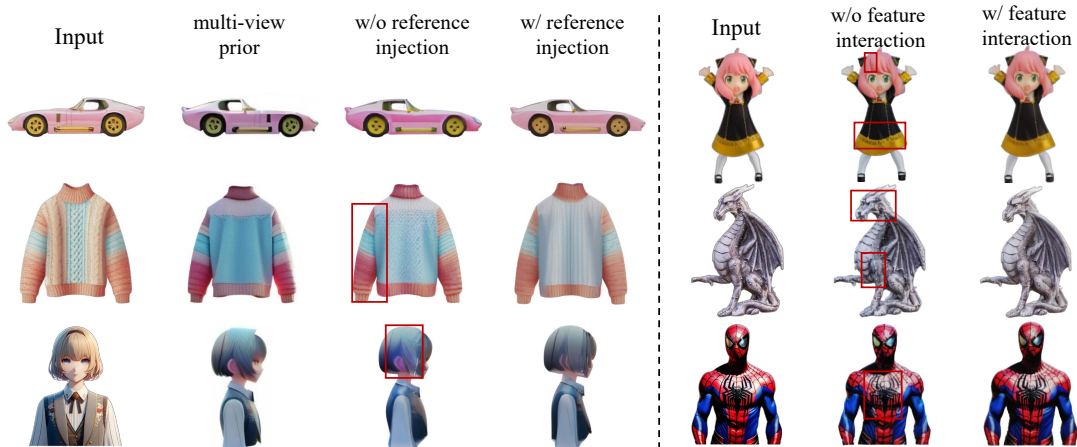 Input
multi-view
prior
w/o reference
injection
w/ reference
injection
Input
w/o feature
interaction
w/ feature
interaction